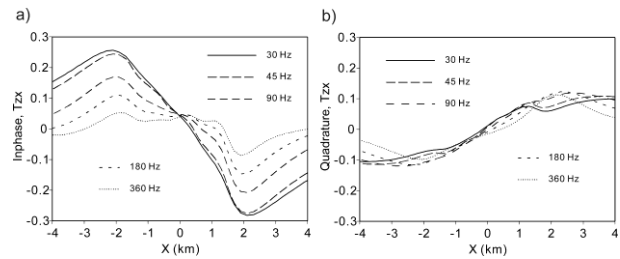 a)
0.3
0.2
0.1
0
-0.1
-0.2
-0.3
Inphase, Tzx
30 Hz
45 Hz
90 Hz
180 Hz
360 Hz
-4 -3 -2 -1 0 1 2 3 4
X (km)
b)
0.3
0.2
0.1
0
-0.1
-0.2
-0.3
Quadrature, Tzx
30 Hz
45 Hz
90 Hz
180 Hz
360 Hz
-4 -3 -2 -1 0 1 2 3 4
X (km)